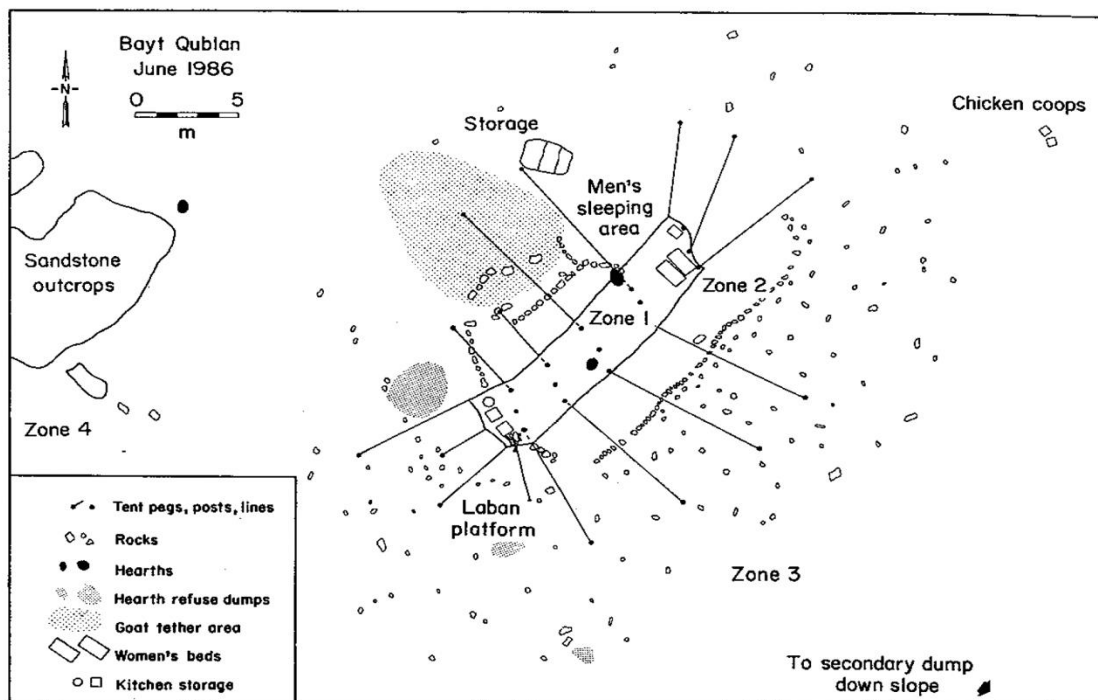 Bayt Qublan
June 1986
N
0 5
m
Storage
Men's
sleeping
area
Chicken coops
Sandstone
outcrops
Zone 2
Zone 1
Zone 4
Laban
platform
Zone 3
Tent pegs, posts, lines
Rocks
Hearths
Hearth refuse dumps
Goat tether area
Women's beds
Kitchen storage
To secondary dump
down slope